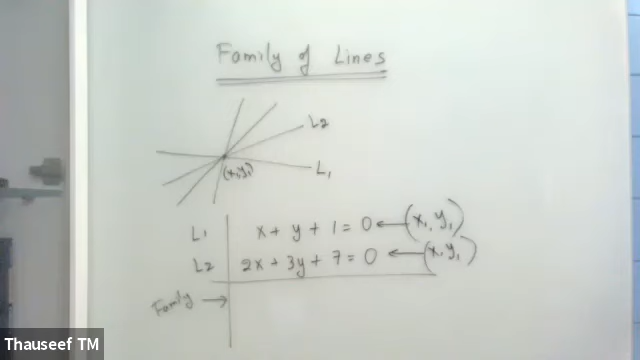 Family of Lines
L2
(x₁y₁)
L₁
L₁ x + y + 1 = 0 ← (x₁, y₁)
L2 2x + 3y + 7 = 0 ← (x₁, y₁)
Family →
Thauseef TM